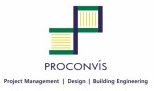 PROCONVÍS
Project Management | Design | Building Engineering